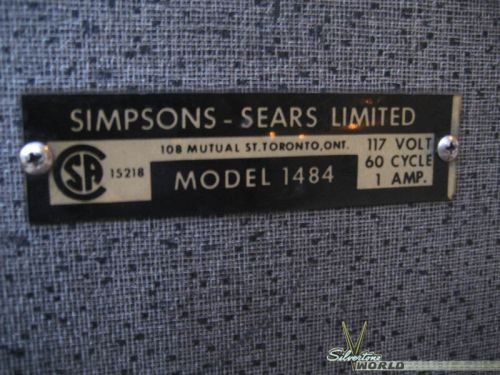 SIMPSONS - SEARS LIMITED
108 MUTUAL ST. TORONTO, ONT.
117 VOLT
60 CYCLE
1 AMP.
CSA
15218
MODEL 1484
Silvertone
WORLD